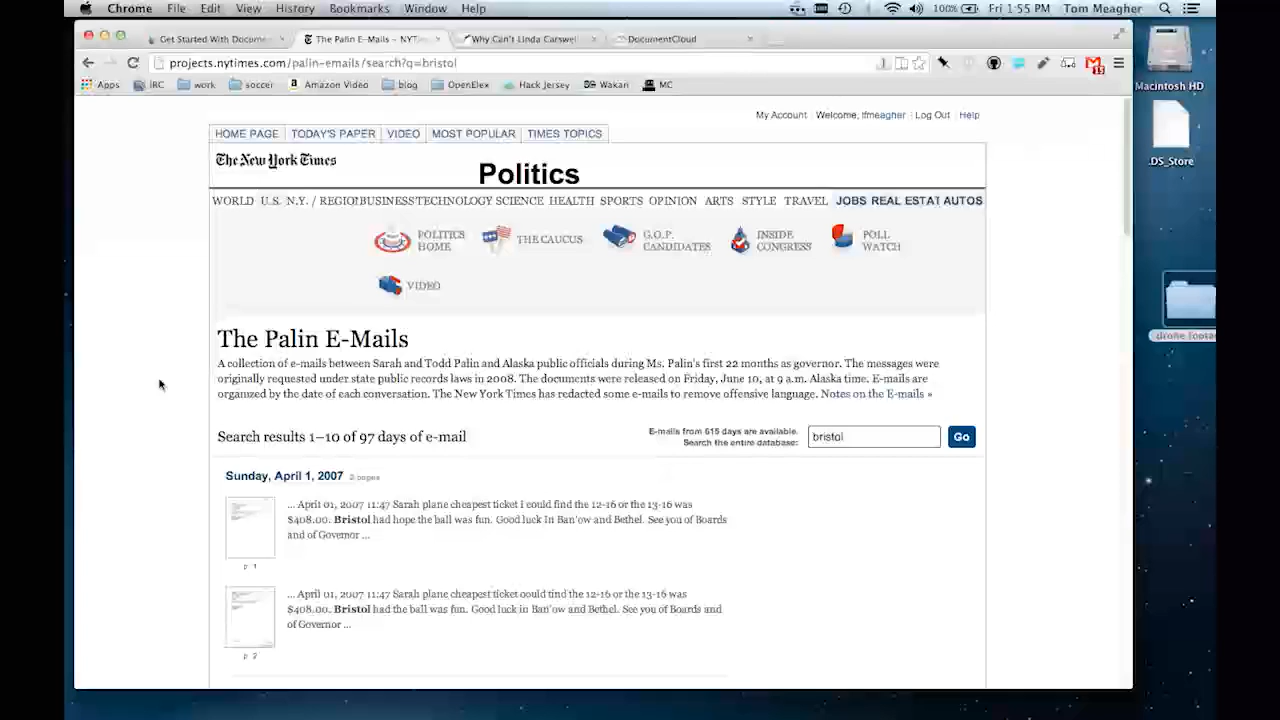 Chrome File Edit View History Bookmarks Window Help 100% Fri 1:55 PM Tom Meagher
Get Started With Docume The Palin E-Mails – NYT Why Can't Linda Carswel DocumentCloud
projects.nytimes.com/palin-emails/search?q=bristol 15
Apps IRC work soccer Amazon Video blog OpenElex Hack Jersey Wakari MC
Macintosh HD
.DS_Store
drone footag
My Account Welcome, tfmeagher Log Out Help
HOME PAGE TODAY'S PAPER VIDEO MOST POPULAR TIMES TOPICS
The New York Times
Politics
WORLD U.S. N.Y. / REGION BUSINESS TECHNOLOGY SCIENCE HEALTH SPORTS OPINION ARTS STYLE TRAVEL JOBS REAL ESTAT AUTOS
POLITICS HOME THE CAUCUS G.O.P. CANDIDATES INSIDE CONGRESS POLL WATCH
VIDEO
The Palin E-Mails
A collection of e-mails between Sarah and Todd Palin and Alaska public officials during Ms. Palin's first 22 months as governor. The messages were
originally requested under state public records laws in 2008. The documents were released on Friday, June 10, at 9 a.m. Alaska time. E-mails are
organized by the date of each conversation. The New York Times has redacted some e-mails to remove offensive language. Notes on the E-mails »
Search results 1–10 of 97 days of e-mail
E-mails from 615 days are available.
Search the entire database:
bristol Go
Sunday, April 1, 2007 2 pages
... April 01, 2007 11:47 Sarah plane cheapest ticket I could find the 12-16 or the 13-16 was
$408.00. Bristol had hope the ball was fun. Good luck In Ban'ow and Bethel. See you of Boards
and of Governor ...
p. 1
... April 01, 2007 11:47 Sarah plane cheapest ticket could find the 12-16 or the 13-16 was
$408.00. Bristol had the ball was fun. Good luck in Ban'ow and Bethel. See you of Boards and
of Governor ...
p. 2